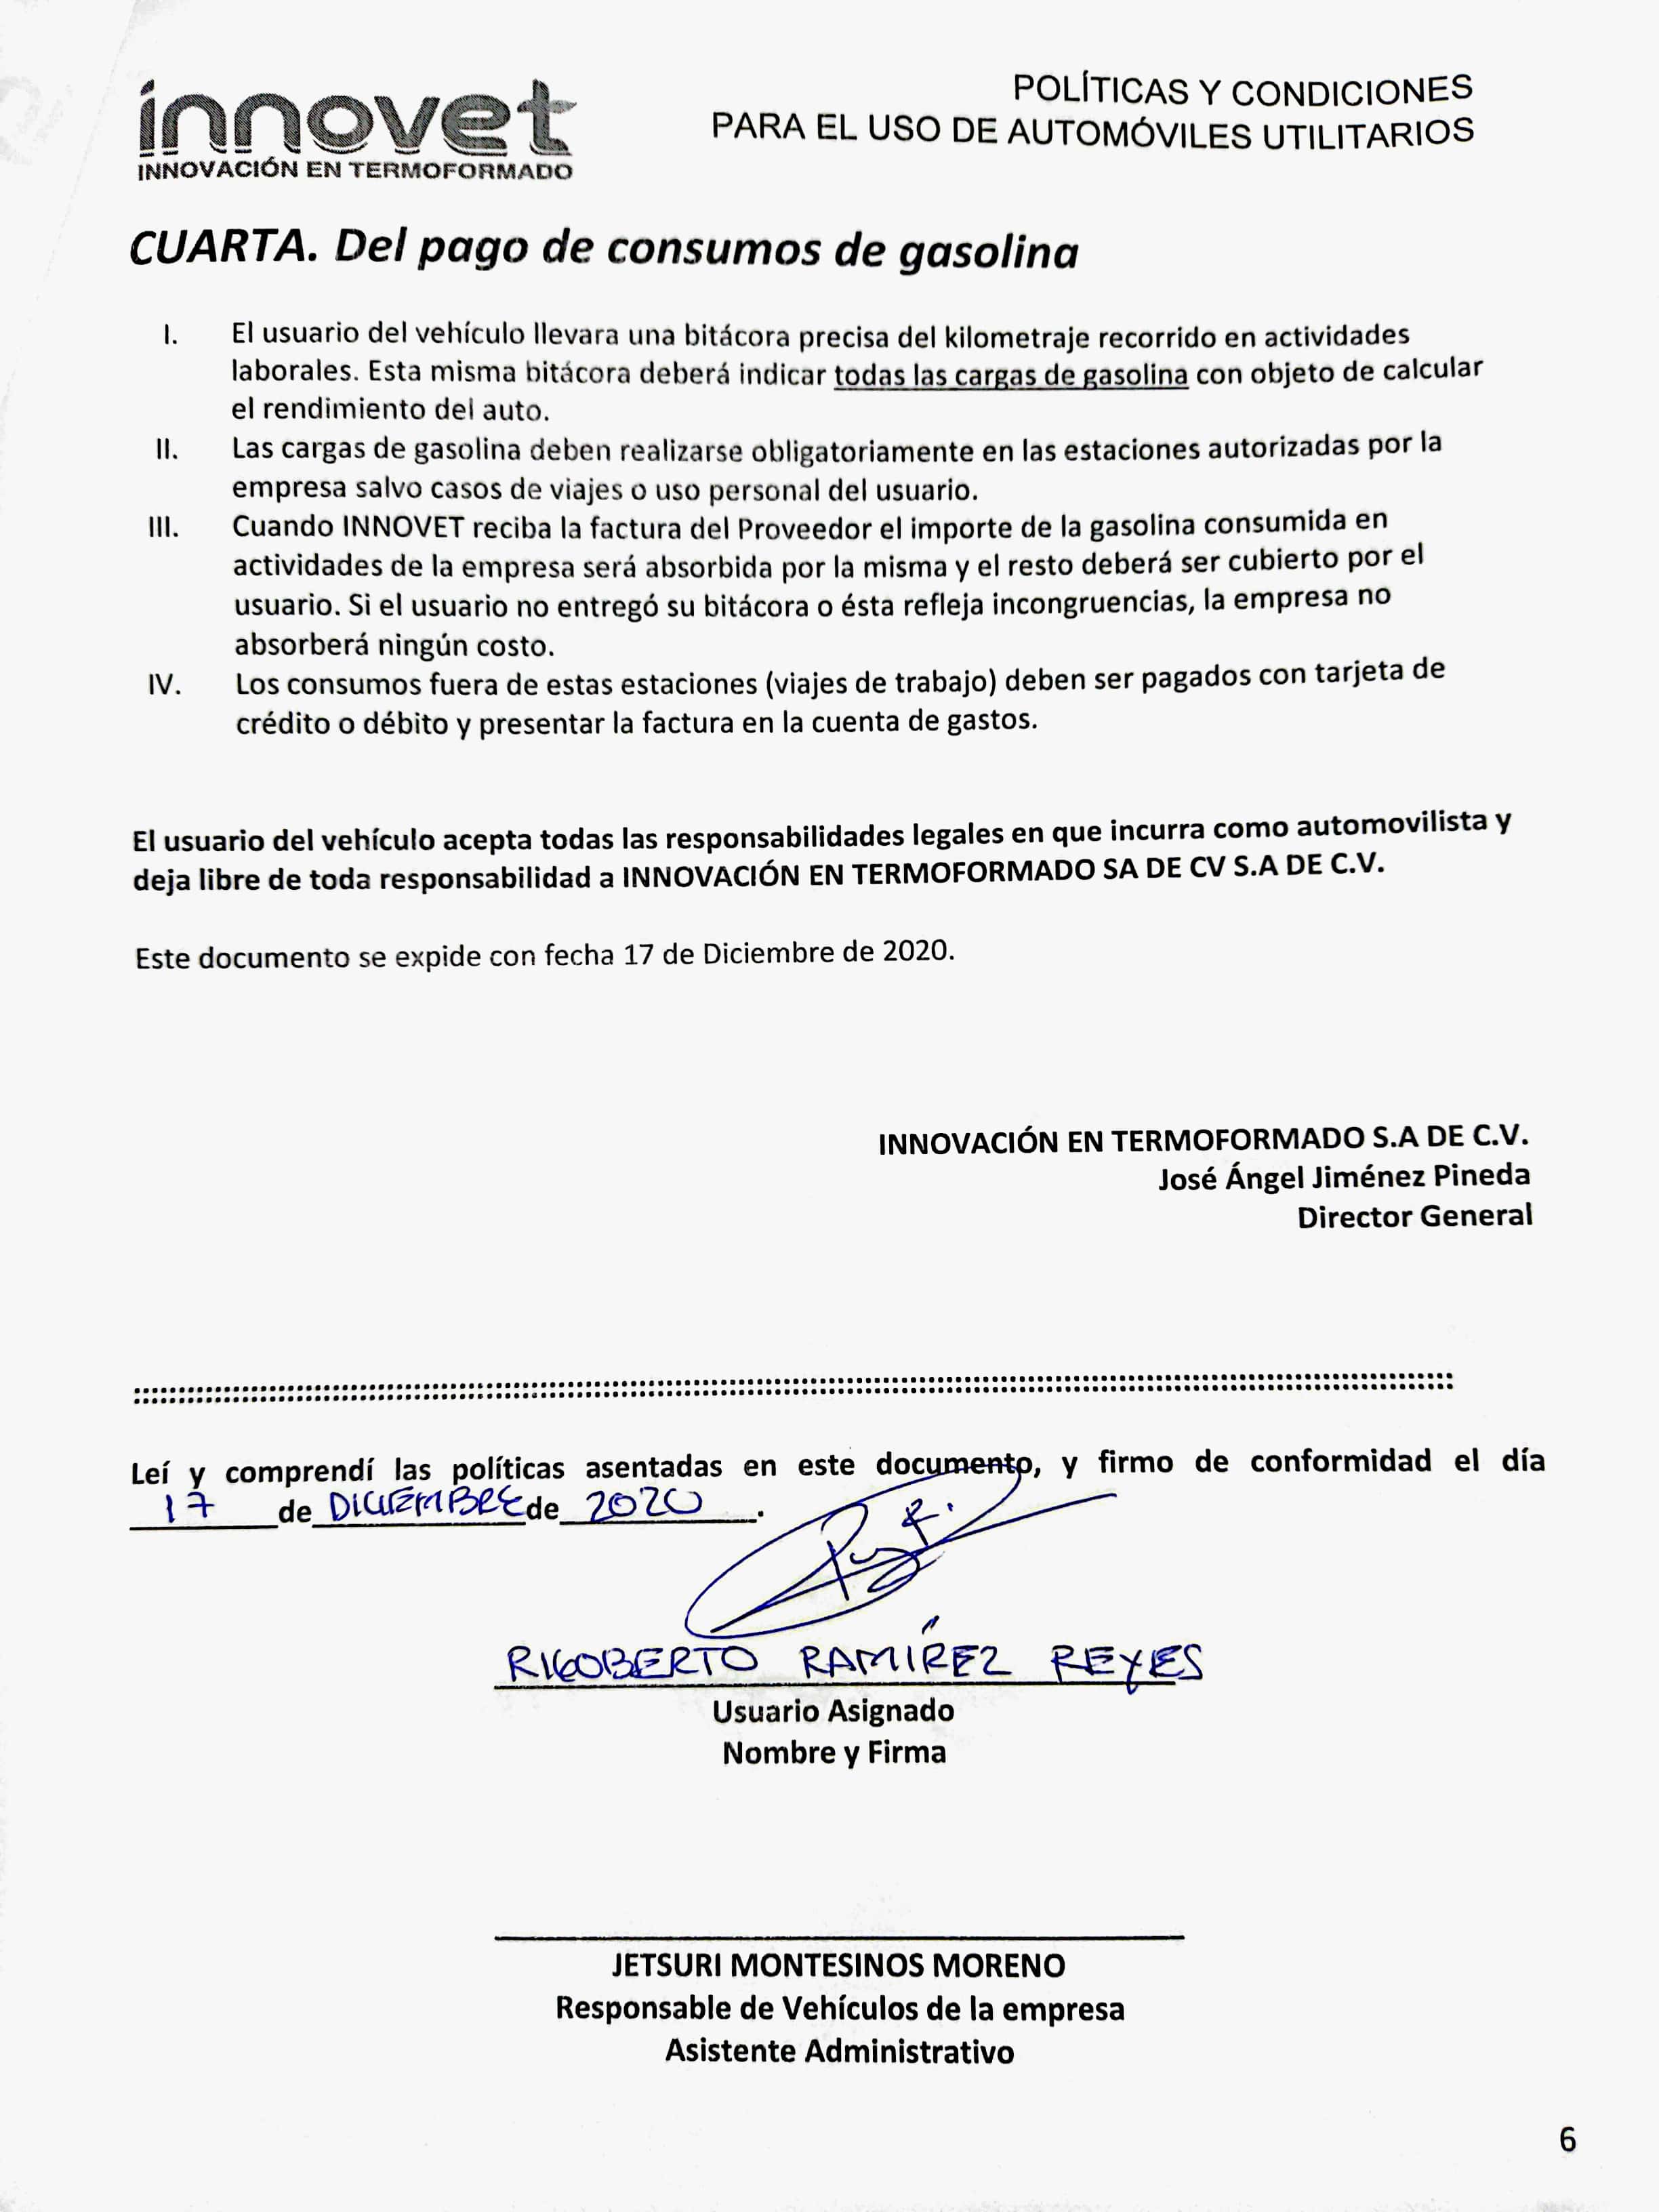 innovet
INNOVACIÓN EN TERMOFORMADO
POLÍTICAS Y CONDICIONES
PARA EL USO DE AUTOMÓVILES UTILITARIOS
CUARTA. Del pago de consumos de gasolina
I. El usuario del vehículo llevara una bitácora precisa del kilometraje recorrido en actividades
laborales. Esta misma bitácora deberá indicar todas las cargas de gasolina con objeto de calcular
el rendimiento del auto.
II. Las cargas de gasolina deben realizarse obligatoriamente en las estaciones autorizadas por la
empresa salvo casos de viajes o uso personal del usuario.
III. Cuando INNOVET reciba la factura del Proveedor el importe de la gasolina consumida en
actividades de la empresa será absorbida por la misma y el resto deberá ser cubierto por el
usuario. Si el usuario no entregó su bitácora o ésta refleja incongruencias, la empresa no
absorberá ningún costo.
IV. Los consumos fuera de estas estaciones (viajes de trabajo) deben ser pagados con tarjeta de
crédito o débito y presentar la factura en la cuenta de gastos.
El usuario del vehículo acepta todas las responsabilidades legales en que incurra como automovilista y
deja libre de toda responsabilidad a INNOVACIÓN EN TERMOFORMADO SA DE CV S.A DE C.V.
Este documento se expide con fecha 17 de Diciembre de 2020.
INNOVACIÓN EN TERMOFORMADO S.A DE C.V.
José Ángel Jiménez Pineda
Director General
Leí y comprendí las políticas asentadas en este documento, y firmo de conformidad el día
17 de DICIEMBRE de 2020.
RIGOBERTO RAMÍREZ REYES
Usuario Asignado
Nombre y Firma
JETSURI MONTESINOS MORENO
Responsable de Vehículos de la empresa
Asistente Administrativo
6